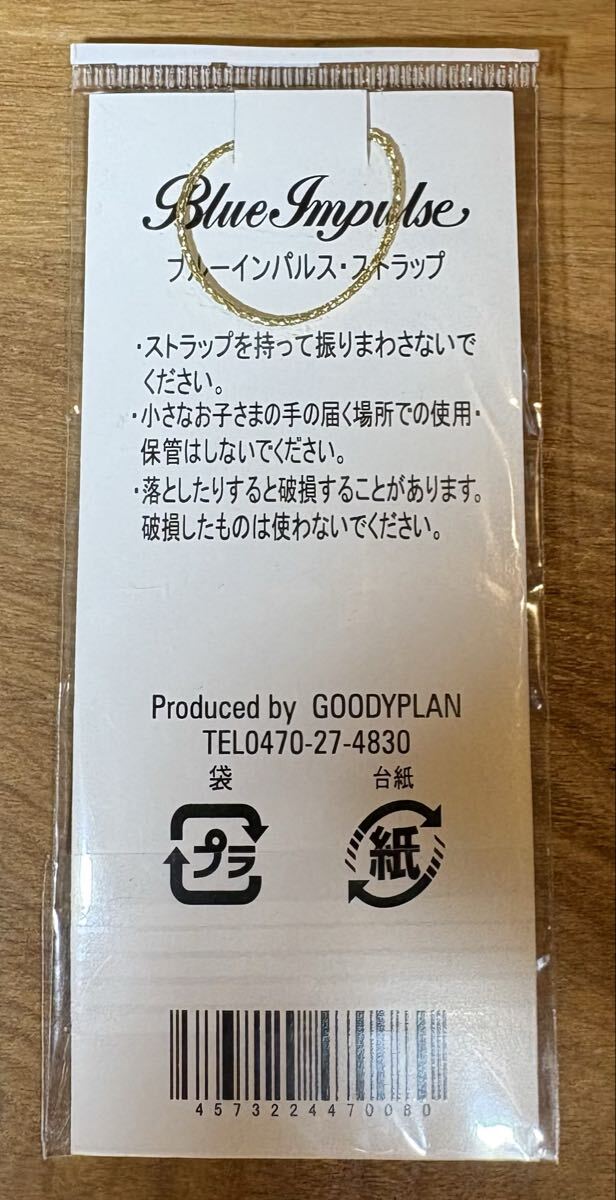 Blue Impulse
ブルーインパルス・ストラップ
・ストラップを持って振りまわさないで
ください。
・小さなお子さまの手の届く場所での使用・
保管はしないでください。
・落としたりすると破損することがあります。
破損したものは使わないでください。
Produced by GOODYPLAN
TEL0470-27-4830
袋 台紙
プラ 紙
4573224470080